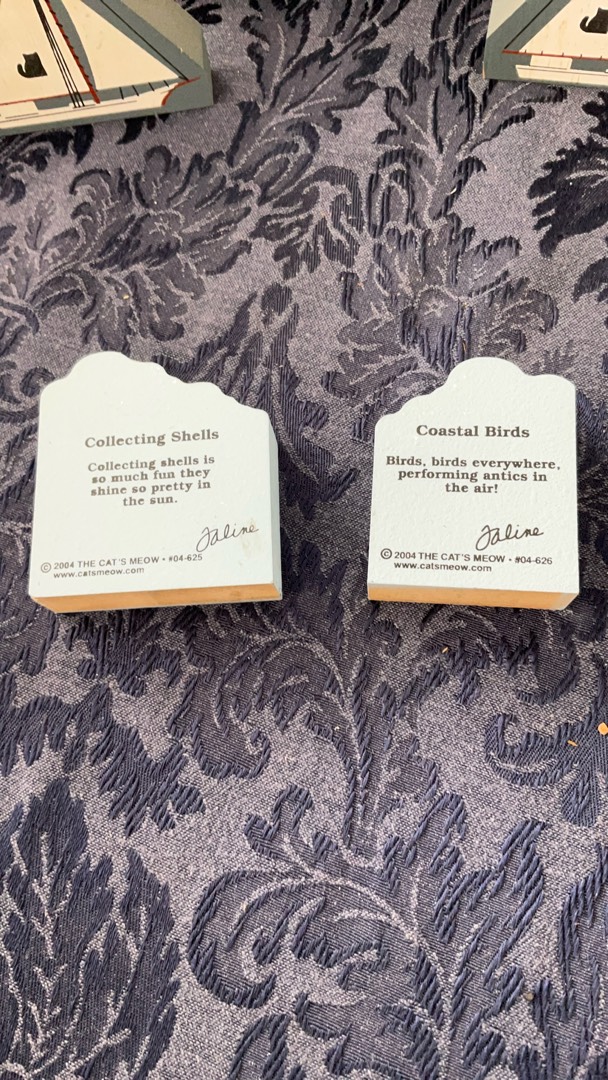 Collecting Shells
Collecting shells is
so much fun they
shine so pretty in
the sun.
Jaline
© 2004 THE CAT'S MEOW • #04-625
www.catsmeow.com
Coastal Birds
Birds, birds everywhere,
performing antics in
the air!
Jaline
© 2004 THE CAT'S MEOW • #04-626
www.catsmeow.com